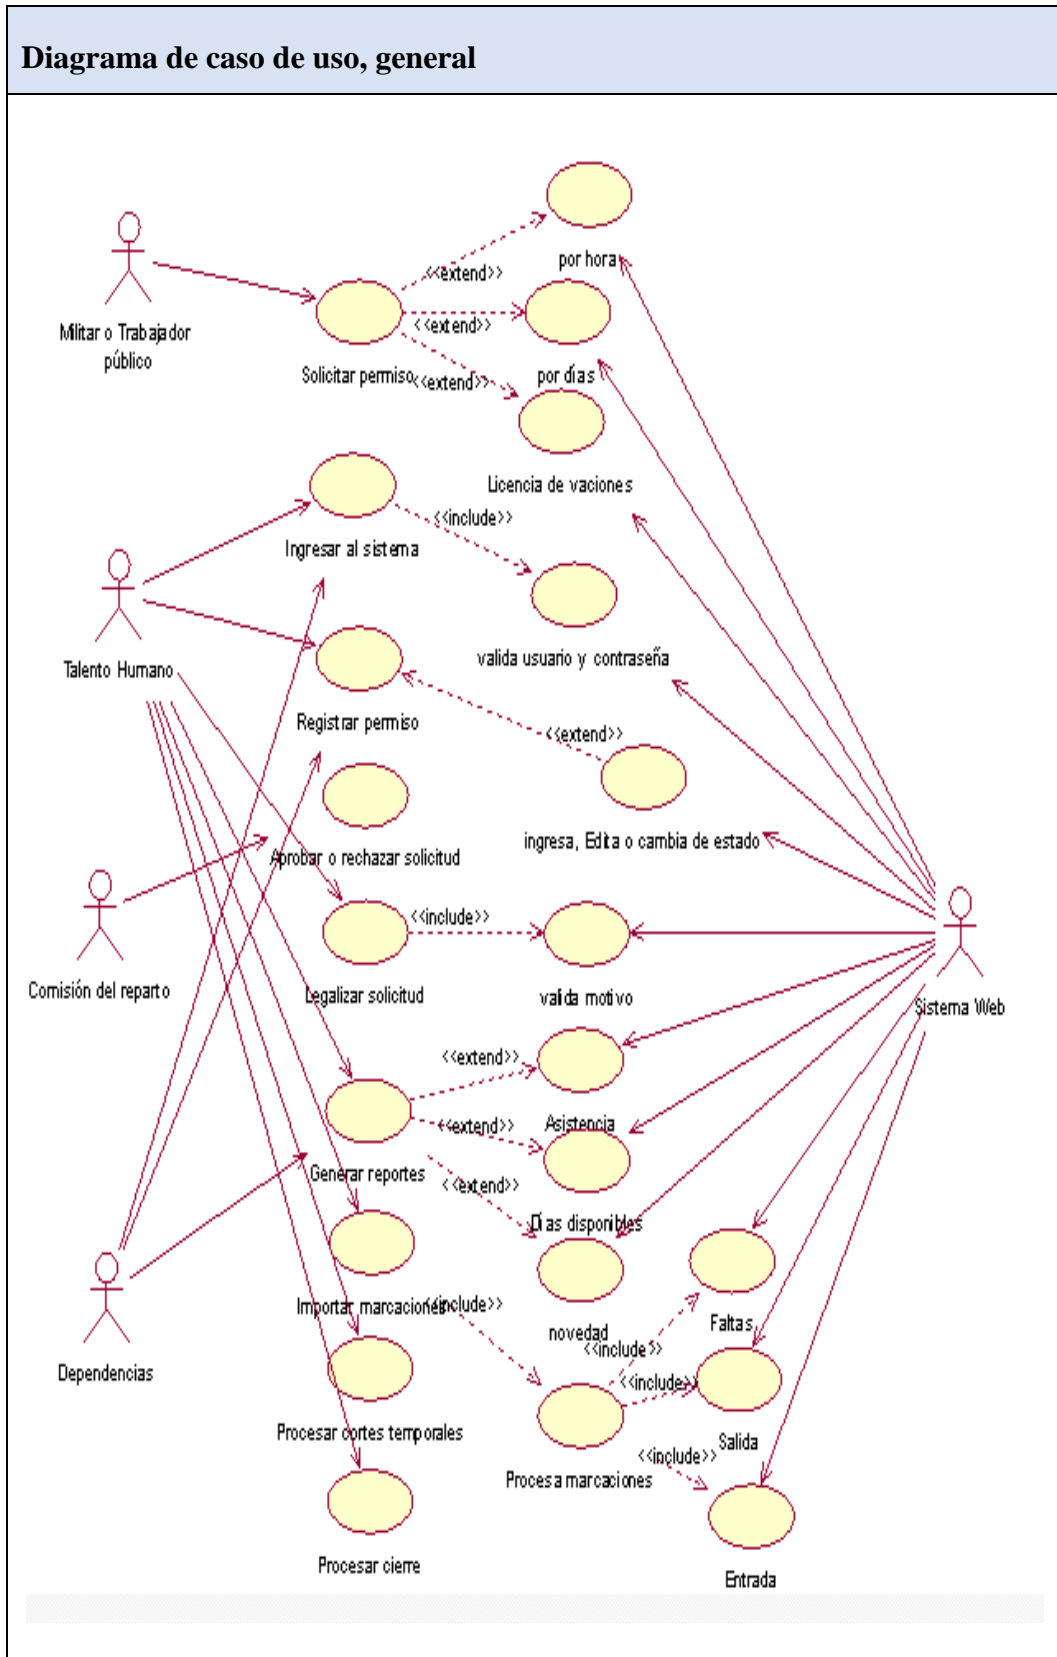 Diagrama de caso de uso, general
por hora
<<extend>>
Militar o Trabajador
público
<<extend>>
Solicitar permiso
<<extend>>
por días
Licencia de vaciones
<<include>>
Ingresar al sistema
valida usuario y contraseña
Talento Humano
Registrar permiso
<<extend>>
ingresa, Edita o cambia de estado
Aprobar o rechazar solicitud
<<include>>
Comisión del reparto
Legalizar solicitud
valida motivo
Sistema Web
<<extend>>
Asistencia
<<extend>>
Generar reportes
<<extend>>
Días disponibles
Importar marcaciones
<<include>>
novedad
Faltas
<<include>>
Dependencias
<<include>>
Procesar cortes temporales
Salida
<<include>>
Procesa marcaciones
Procesar cierre
Entrada